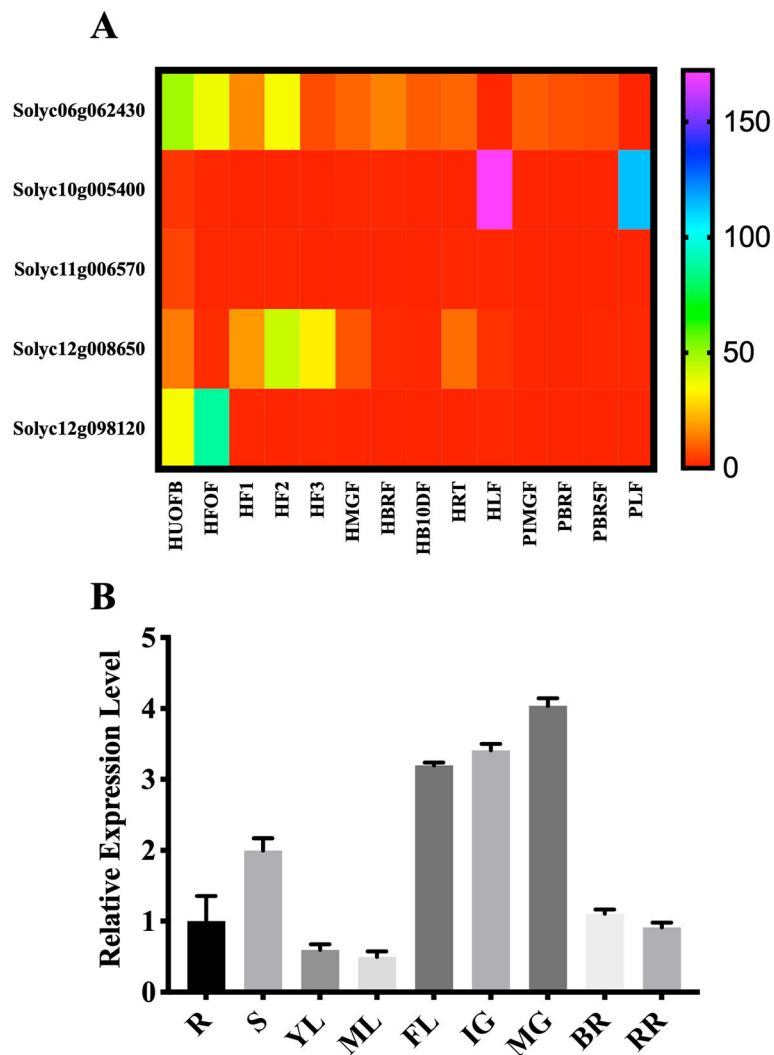 A
Solyc06g062430
Solyc10g005400
Solyc11g006570
Solyc12g008650
Solyc12g098120
HUOFB HFOF HF1 HF2 HF3 HMGF HBRF HB10DF HRT HLF PIMGF PBRF PBR5F PLF
150
100
50
0
B
Relative Expression Level
5
4
3
2
1
0
R S YL ML FL IG MG BR RR